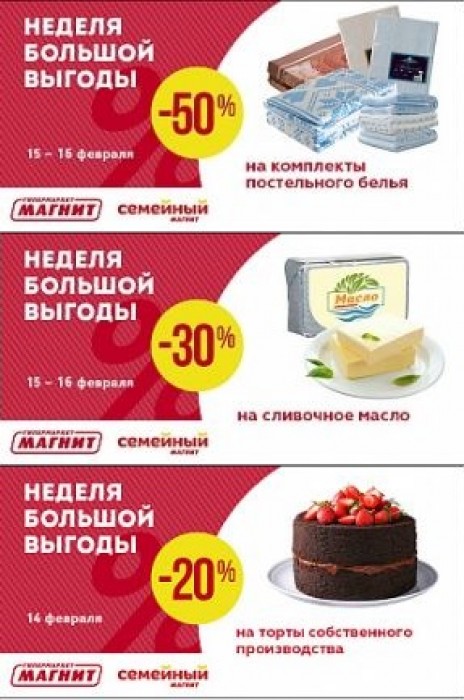 НЕДЕЛЯ
БОЛЬШОЙ
ВЫГОДЫ
-50%
15 – 16 февраля
на комплекты
постельного белья
ГИПЕРМАРКЕТ
МАГНИТ
семейный
МАГНИТ
НЕДЕЛЯ
БОЛЬШОЙ
ВЫГОДЫ
Масло
-30%
15 – 16 февраля
на сливочное масло
ГИПЕРМАРКЕТ
МАГНИТ
семейный
МАГНИТ
НЕДЕЛЯ
БОЛЬШОЙ
ВЫГОДЫ
-20%
14 февраля
на торты собственного
производства
ГИПЕРМАРКЕТ
МАГНИТ
семейный
МАГНИТ